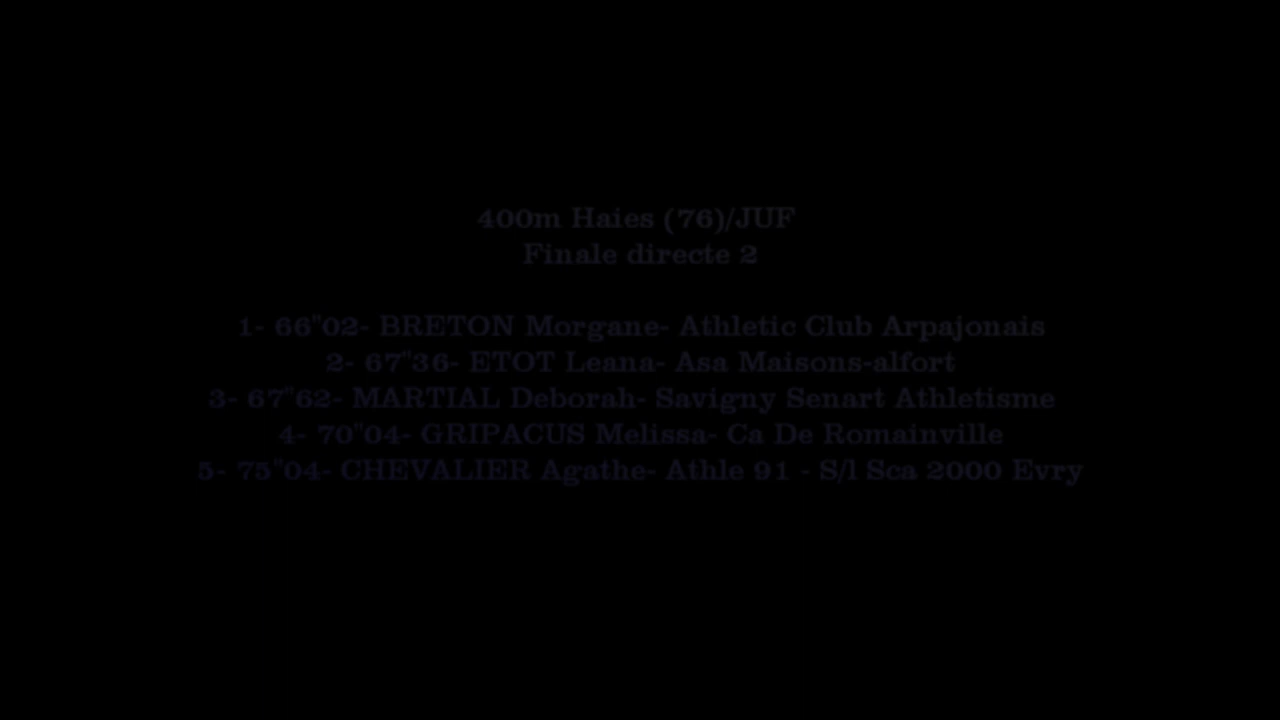 400m Haies (76)/JUF
Finale directe 2
1- 66"02- BRETON Morgane- Athletic Club Arpajonais
2- 67"36- ETOT Leana- Asa Maisons-alfort
3- 67"62- MARTIAL Deborah- Savigny Senart Athletisme
4- 70"04- GRIPACUS Melissa- Ca De Romainville
5- 75"04- CHEVALIER Agathe- Athle 91 - S/l Sca 2000 Evry